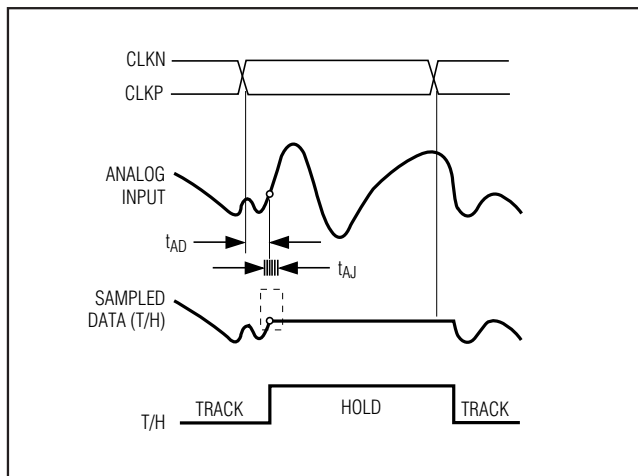 CLKN
CLKP
ANALOG
INPUT
tAD
tAJ
SAMPLED
DATA (T/H)
TRACK
HOLD
TRACK
T/H